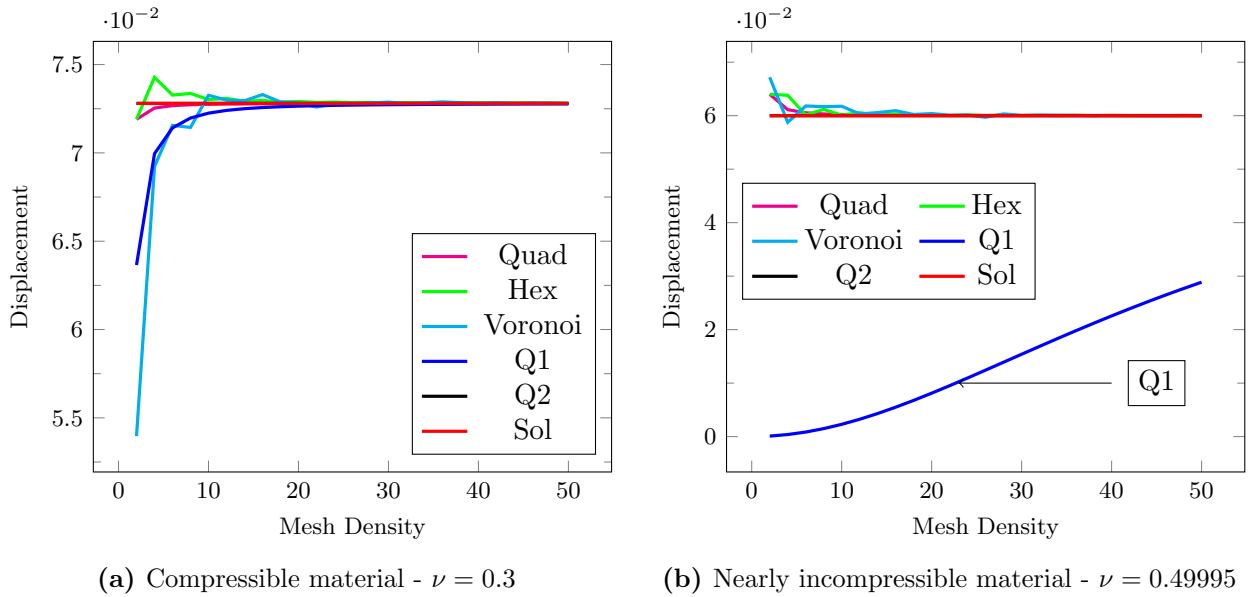 ·10⁻²
7.5
7
6.5
6
5.5
Displacement
Quad
Hex
Voronoi
Q1
Q2
Sol
0 10 20 30 40 50
Mesh Density
(a) Compressible material - ν = 0.3
·10⁻²
6
4
2
0
Displacement
Quad Hex
Voronoi Q1
Q2 Sol
Q1
0 10 20 30 40 50
Mesh Density
(b) Nearly incompressible material - ν = 0.49995